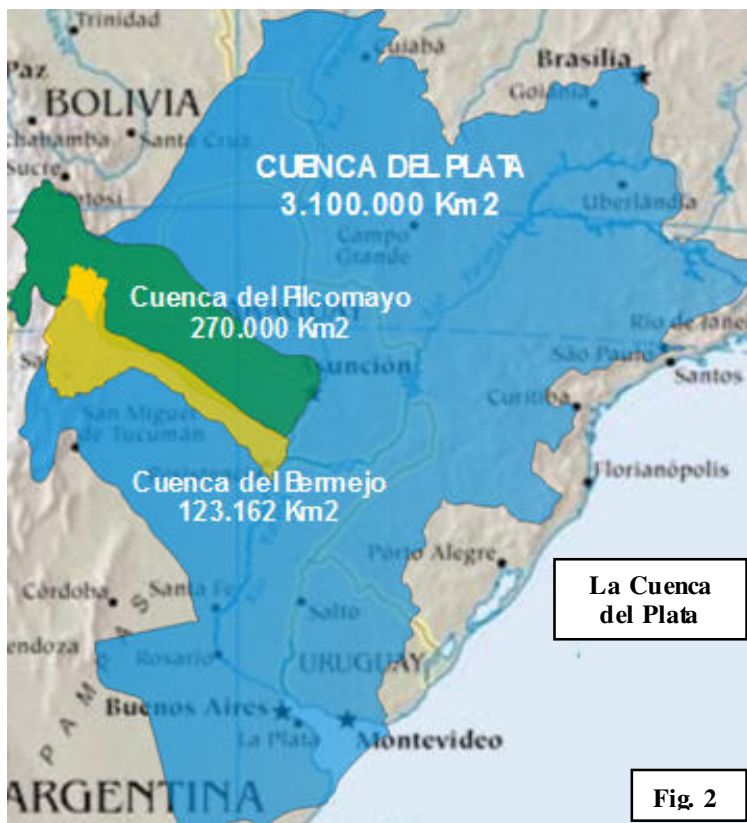 Trinidad
Cuiabá
Brasília
Paz
Goiânia
BOLIVIA
Santa Cruz
Sucre
CUENCA DEL PLATA
3.100.000 Km2
Uberlândia
Campo
Grande
Cuenca del Pilcomayo
270.000 Km2
São Paulo
Santos
Asunción
Curitiba
San Miguel
de Tucumán
Cuenca del Bermejo
123.162 Km2
Florianópolis
Porto Alegre
La Cuenca
del Plata
Córdoba
Santa Fe
Salto
Rosario
URUGUAY
PAMPAS
Buenos Aires
La Plata
Montevideo
ARGENTINA
Fig. 2